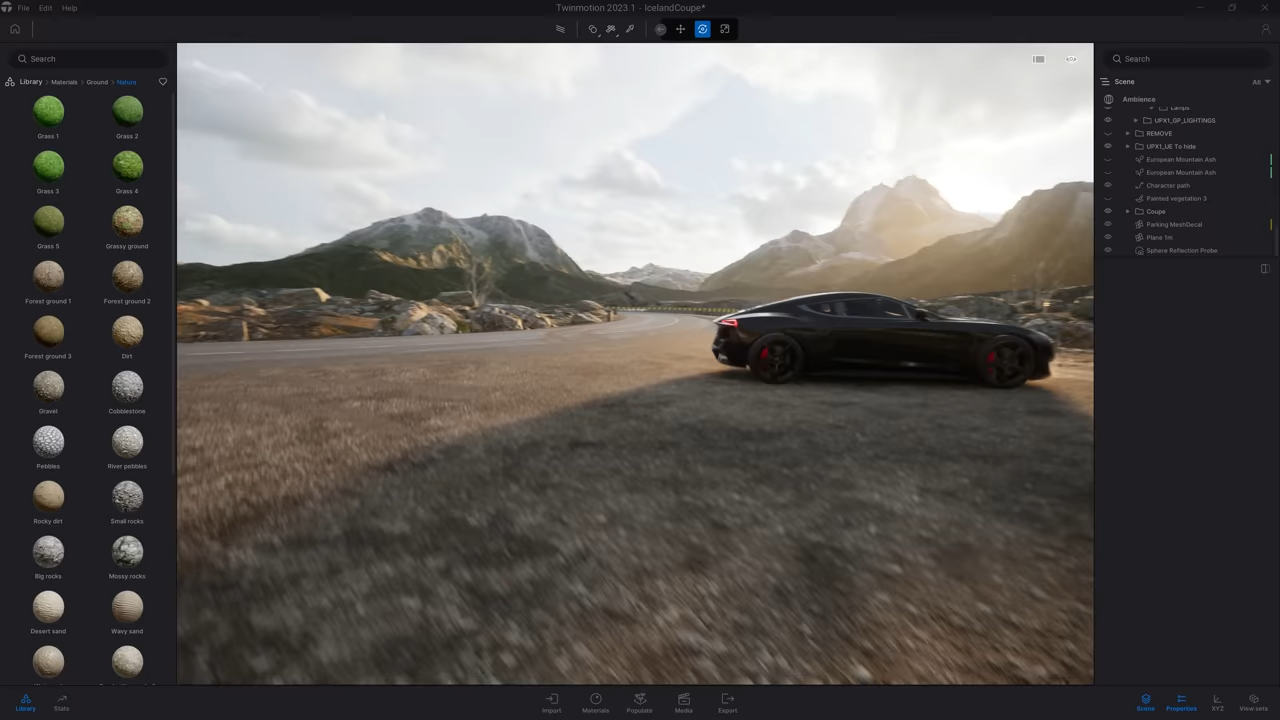 File Edit Help
Twinmotion 2023.1 - IcelandCoupe*
Search
Library > Materials > Ground > Nature
Grass 1
Grass 2
Grass 3
Grass 4
Grass 5
Grassy ground
Forest ground 1
Forest ground 2
Forest ground 3
Dirt
Gravel
Cobblestone
Pebbles
River pebbles
Rocky dirt
Small rocks
Big rocks
Mossy rocks
Desert sand
Wavy sand
Library
Stats
Import
Materials
Populate
Media
Export
Search
Scene
All
Ambience
Lamps
UPX1_GP_LIGHTINGS
REMOVE
UPX1_UE To hide
European Mountain Ash
European Mountain Ash
Character path
Painted vegetation 3
Coupe
Parking MeshDecal
Plane 1m
Sphere Reflection Probe
Scene
Properties
XYZ
View sets